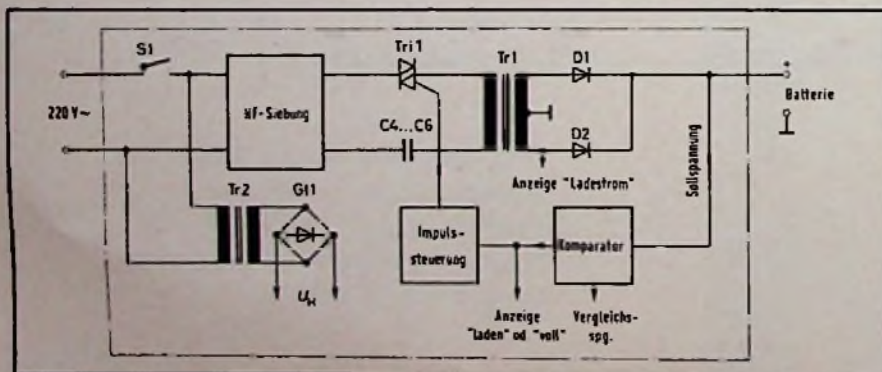 S1
220 V~
HF-Siebung
Tri 1
C4...C6
Tr1
D1
D2
+
Batterie
Anzeige "Ladestrom"
Sollspannung
Tr2
Gl1
U_H
Impuls-
steuerung
Komparator
Anzeige
"laden" od "voll"
Vergleichs-
spg.